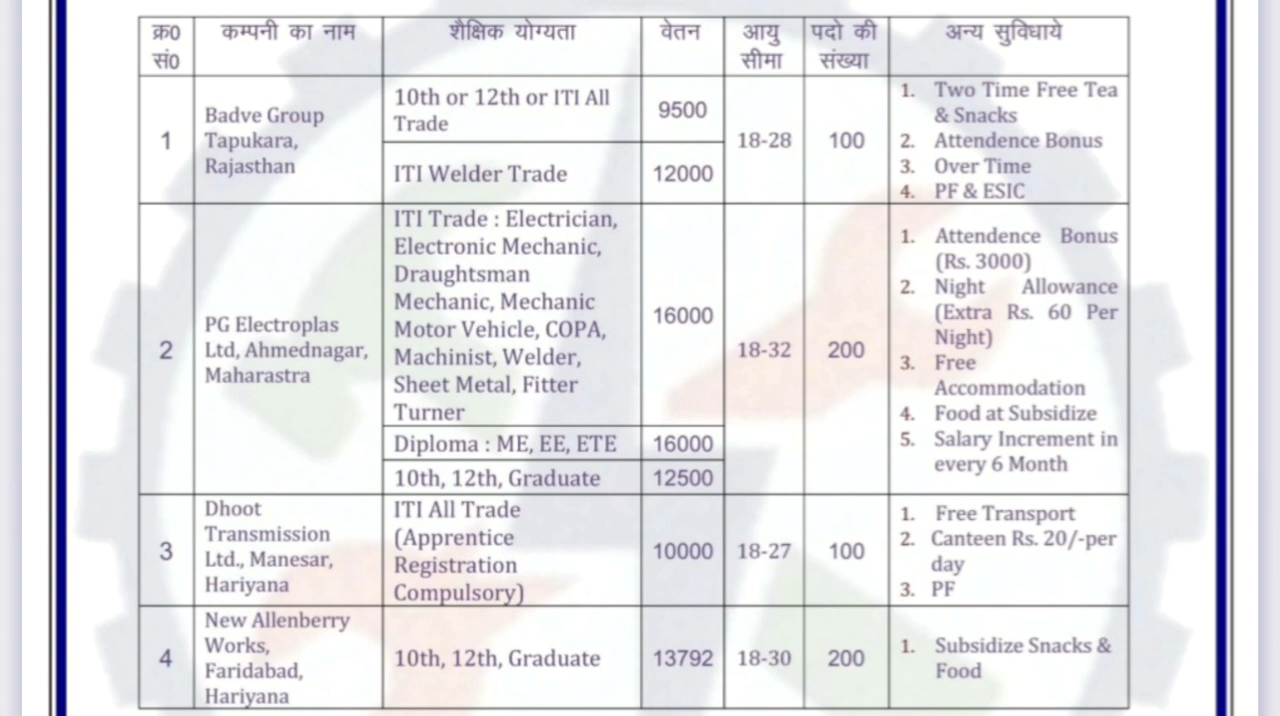 क्र0 सं0
कम्पनी का नाम
शैक्षिक योग्यता
वेतन
आयु सीमा
पदो की संख्या
अन्य सुविधाये
1
Badve Group
Tapukara,
Rajasthan
10th or 12th or ITI All
Trade
9500
ITI Welder Trade
12000
18-28
100
1. Two Time Free Tea
& Snacks
2. Attendence Bonus
3. Over Time
4. PF & ESIC
2
PG Electroplas
Ltd, Ahmednagar,
Maharastra
ITI Trade : Electrician,
Electronic Mechanic,
Draughtsman
Mechanic, Mechanic
Motor Vehicle, COPA,
Machinist, Welder,
Sheet Metal, Fitter
Turner
16000
Diploma : ME, EE, ETE
16000
10th, 12th, Graduate
12500
18-32
200
1. Attendence Bonus
(Rs. 3000)
2. Night Allowance
(Extra Rs. 60 Per
Night)
3. Free
Accommodation
4. Food at Subsidize
5. Salary Increment in
every 6 Month
3
Dhoot
Transmission
Ltd., Manesar,
Hariyana
ITI All Trade
(Apprentice
Registration
Compulsory)
10000
18-27
100
1. Free Transport
2. Canteen Rs. 20/-per
day
3. PF
4
New Allenberry
Works,
Faridabad,
Hariyana
10th, 12th, Graduate
13792
18-30
200
1. Subsidize Snacks &
Food